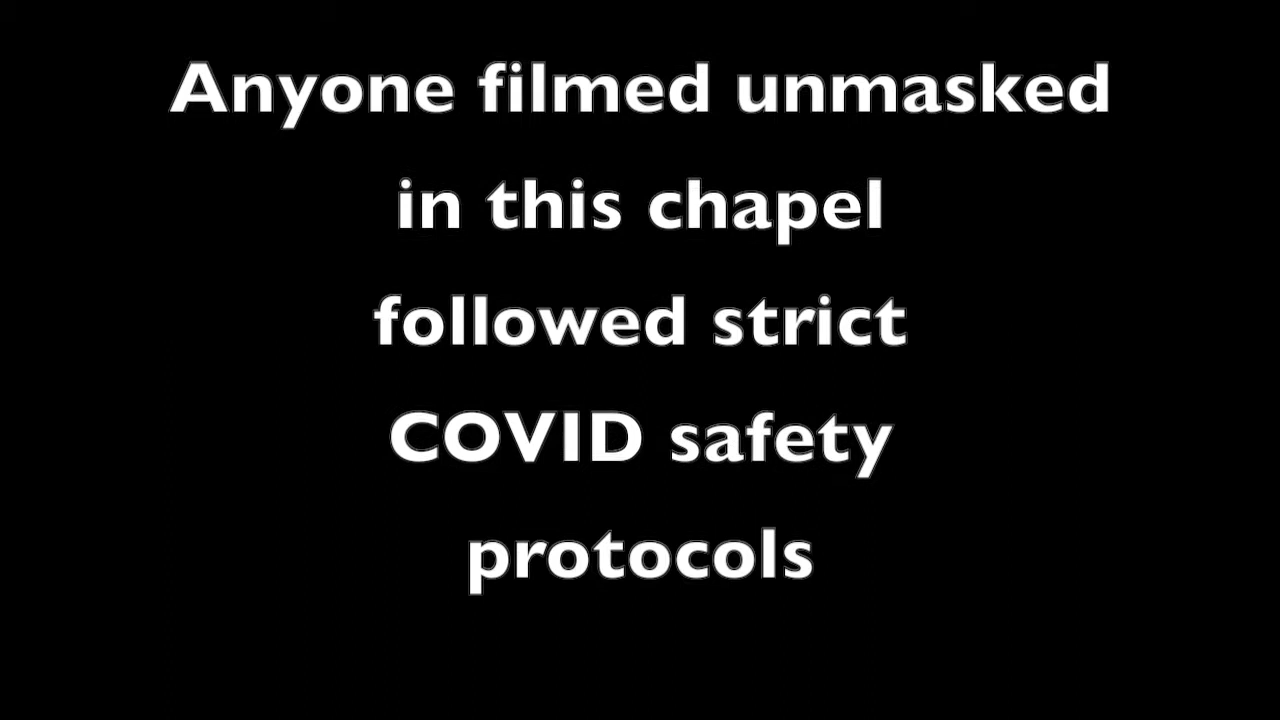 Anyone filmed unmasked
in this chapel
followed strict
COVID safety
protocols